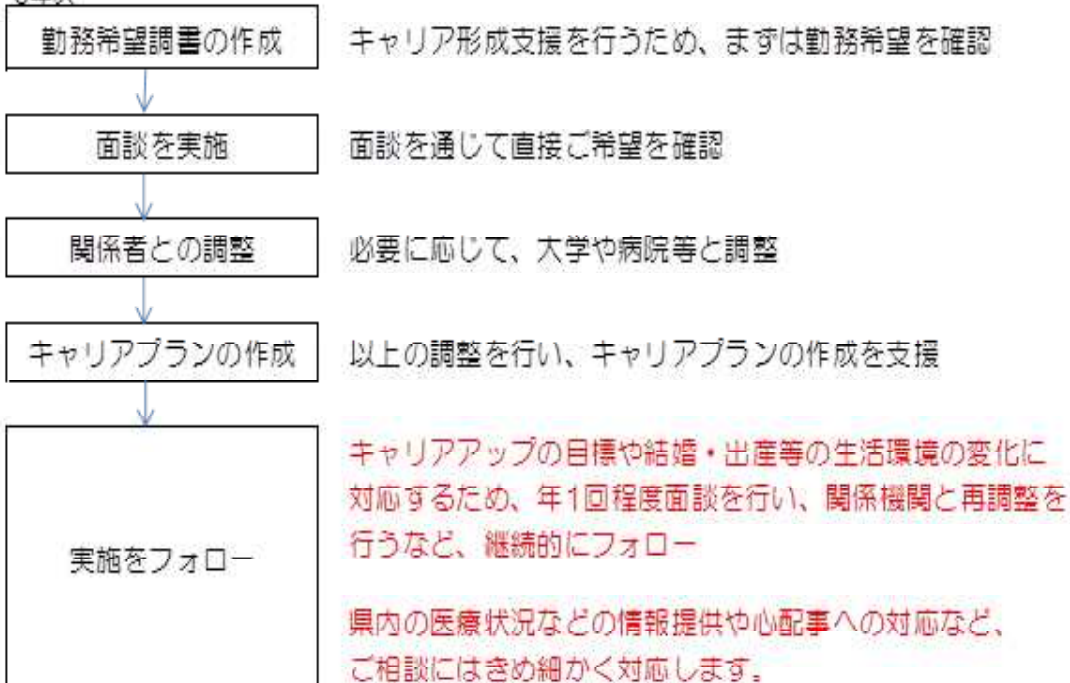 勤務希望調書の作成
キャリア形成支援を行うため、まずは勤務希望を確認
面談を実施
面談を通じて直接ご希望を確認
関係者との調整
必要に応じて、大学や病院等と調整
キャリアプランの作成
以上の調整を行い、キャリアプランの作成を支援
実施をフォロー
キャリアアップの目標や結婚・出産等の生活環境の変化に
対応するため、年1回程度面談を行い、関係機関と再調整を
行うなど、継続的にフォロー
県内の医療状況などの情報提供や心配事への対応など、
ご相談にはきめ細かく対応します。